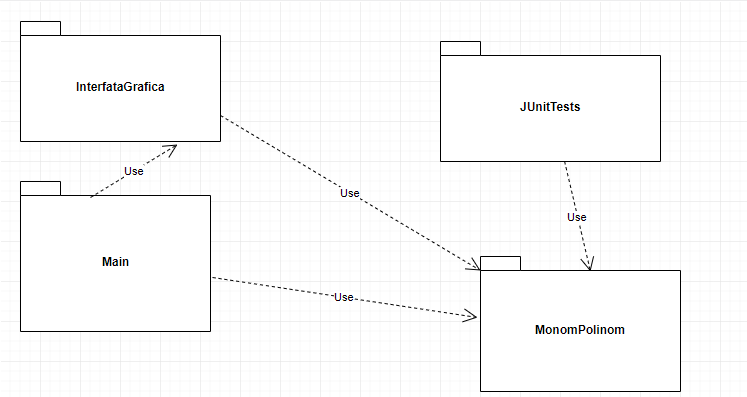 InterfataGrafica
JUnitTests
Use
Use
Use
Main
Use
MonomPolinom